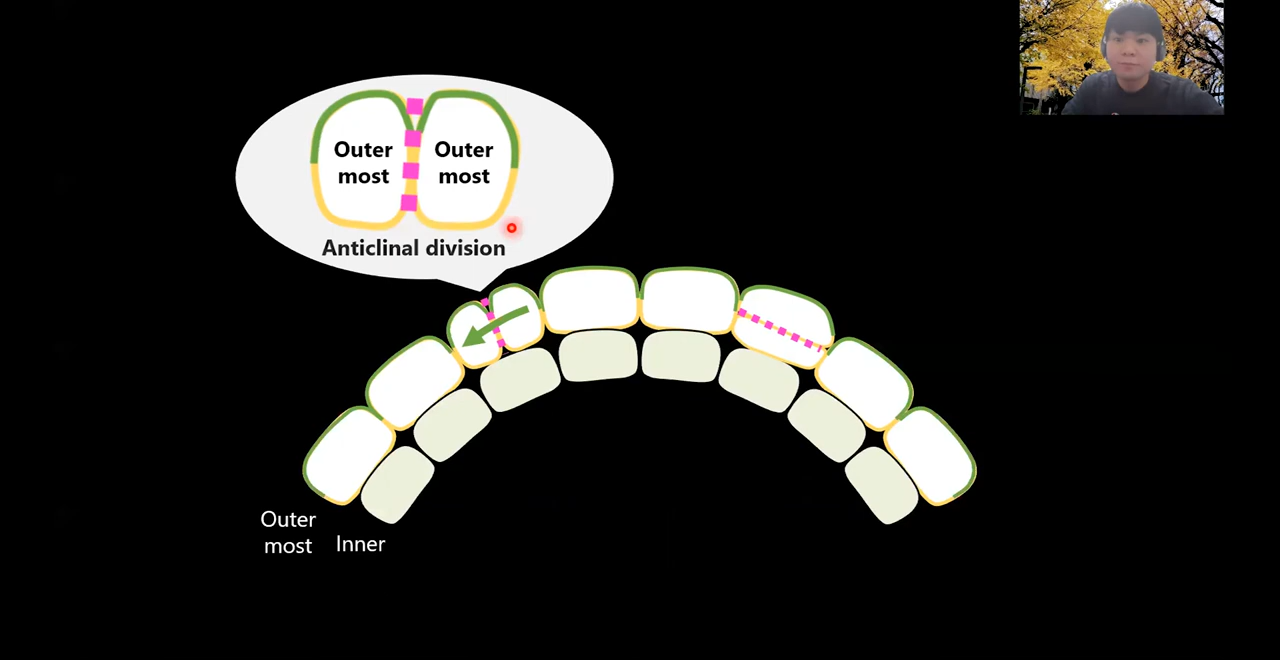 Outer
most
Outer
most
Anticlinal division
Outer
most
Inner